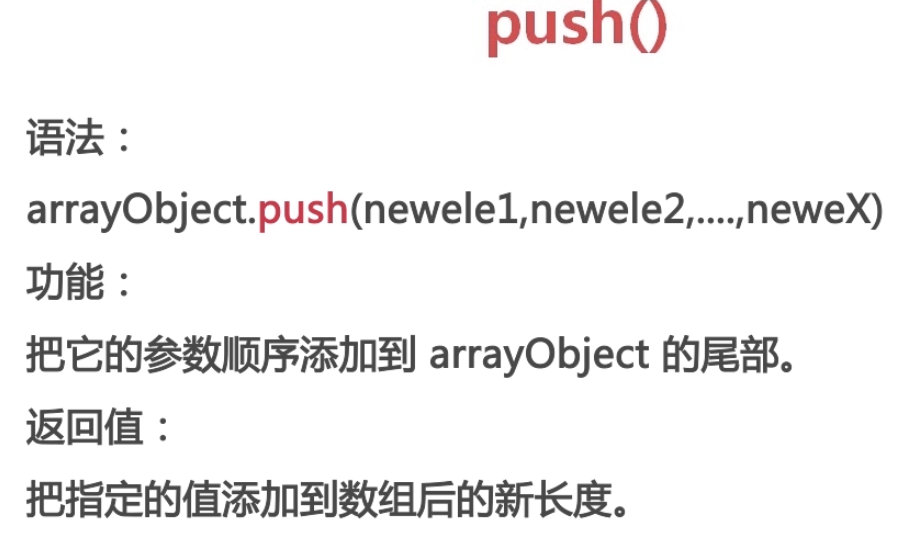 push()
语法：
arrayObject.push(newele1,newele2,....,neweX)
功能：
把它的参数顺序添加到 arrayObject 的尾部。
返回值：
把指定的值添加到数组后的新长度。